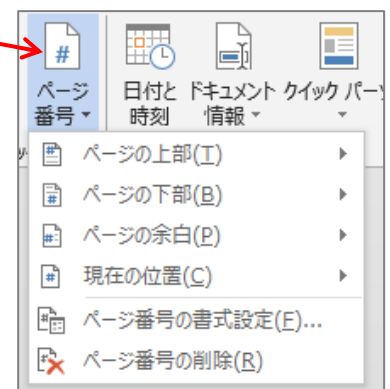 ページ 日付と ドキュメント クイック パー
番号 時刻 情報
ページの上部(T)
ページの下部(B)
ページの余白(P)
現在の位置(C)
ページ番号の書式設定(F)...
ページ番号の削除(R)